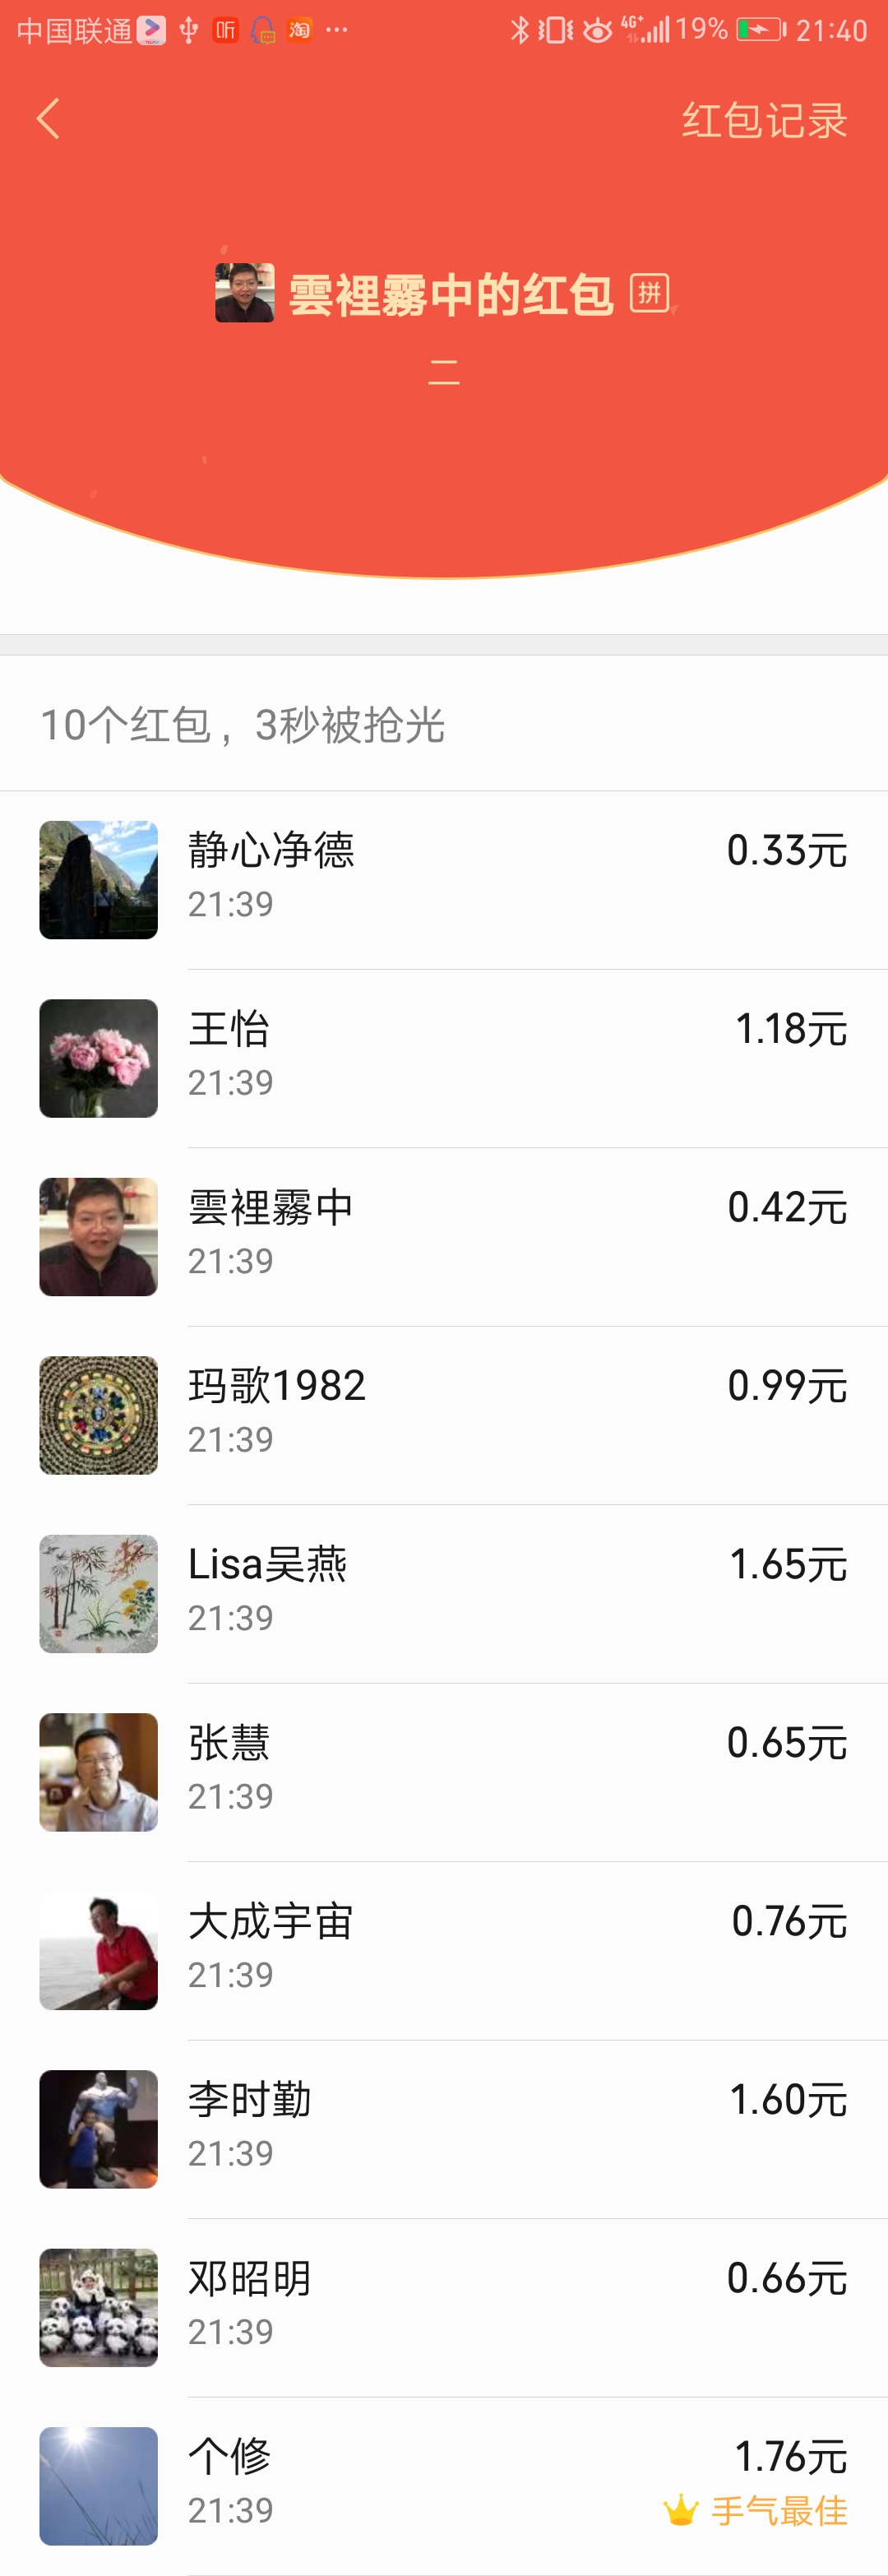 中国联通 听 淘 ... 4G+ 19% 21:40
红包记录
雲裡霧中的红包 拼
二
10个红包，3秒被抢光
静心净德 0.33元
21:39
王怡 1.18元
21:39
雲裡霧中 0.42元
21:39
玛歌1982 0.99元
21:39
Lisa吴燕 1.65元
21:39
张慧 0.65元
21:39
大成宇宙 0.76元
21:39
李时勤 1.60元
21:39
邓昭明 0.66元
21:39
个修 1.76元
21:39 手气最佳